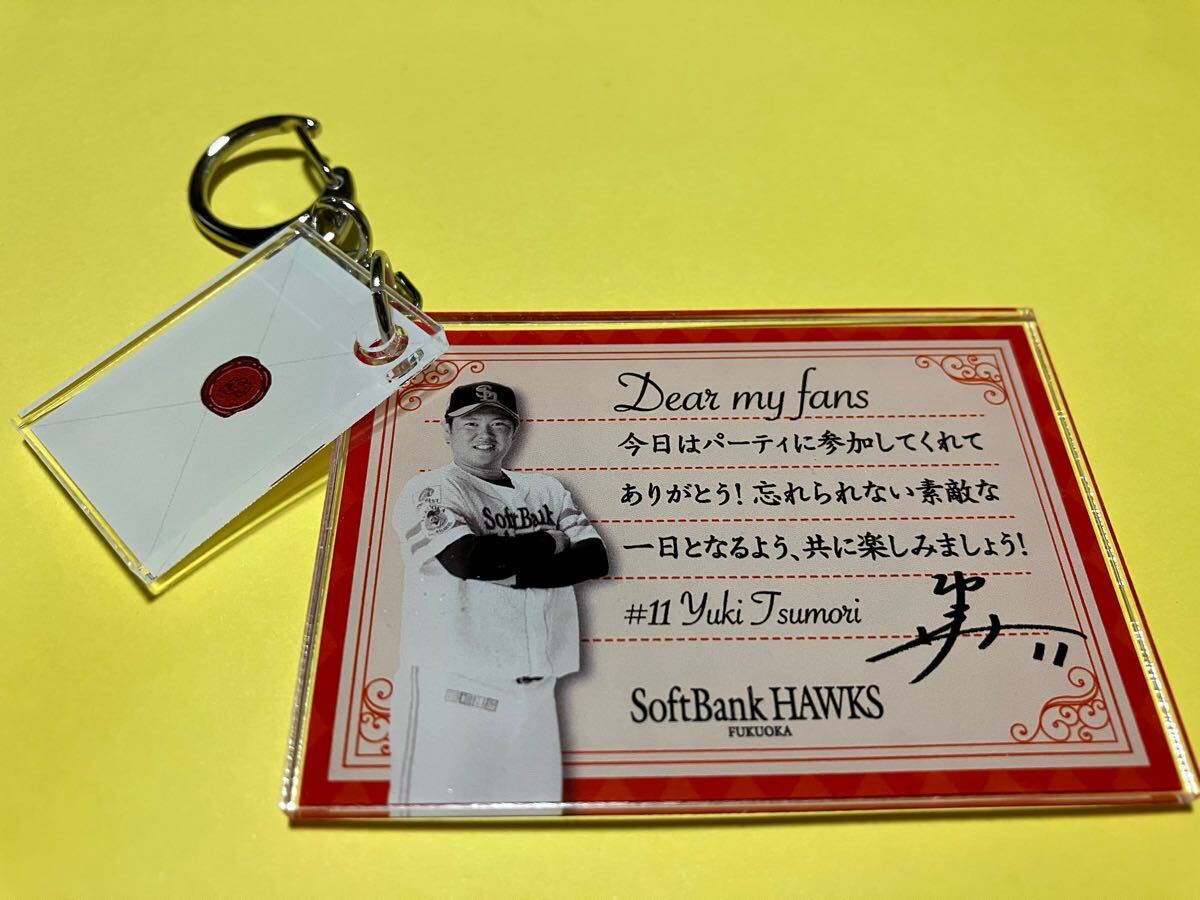 Dear my fans
今日はパーティに参加してくれて
ありがとう!忘れられない素敵な
一日となるよう、共に楽しみましょう!
#11 Yuki Tsumori
11
SoftBank HAWKS
FUKUOKA
SoftBank